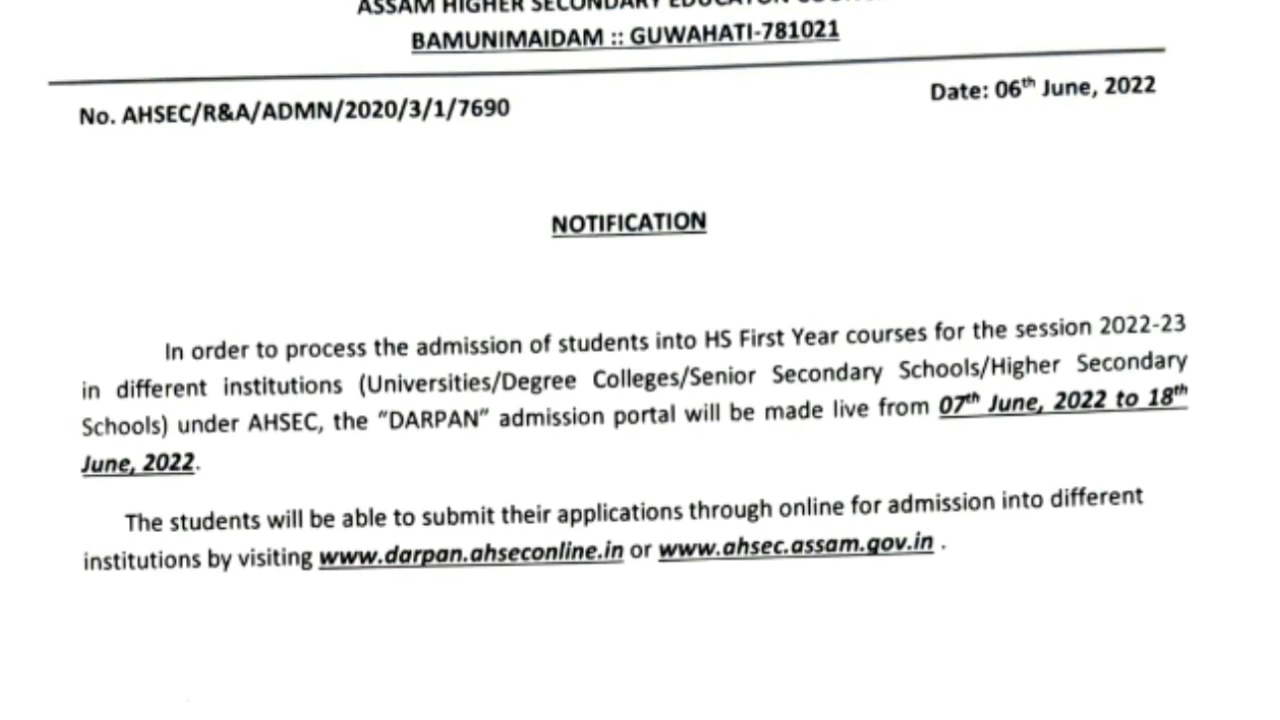 ASSAM HIGHER SECONDARY
BAMUNIMAIDAM :: GUWAHATI-781021
No. AHSEC/R&A/ADMN/2020/3/1/7690
Date: 06th June, 2022
NOTIFICATION
In order to process the admission of students into HS First Year courses for the session 2022-23
in different institutions (Universities/Degree Colleges/Senior Secondary Schools/Higher Secondary
Schools) under AHSEC, the “DARPAN” admission portal will be made live from 07th June, 2022 to 18th
June, 2022.
The students will be able to submit their applications through online for admission into different
institutions by visiting www.darpan.ahseconline.in or www.ahsec.assam.gov.in .